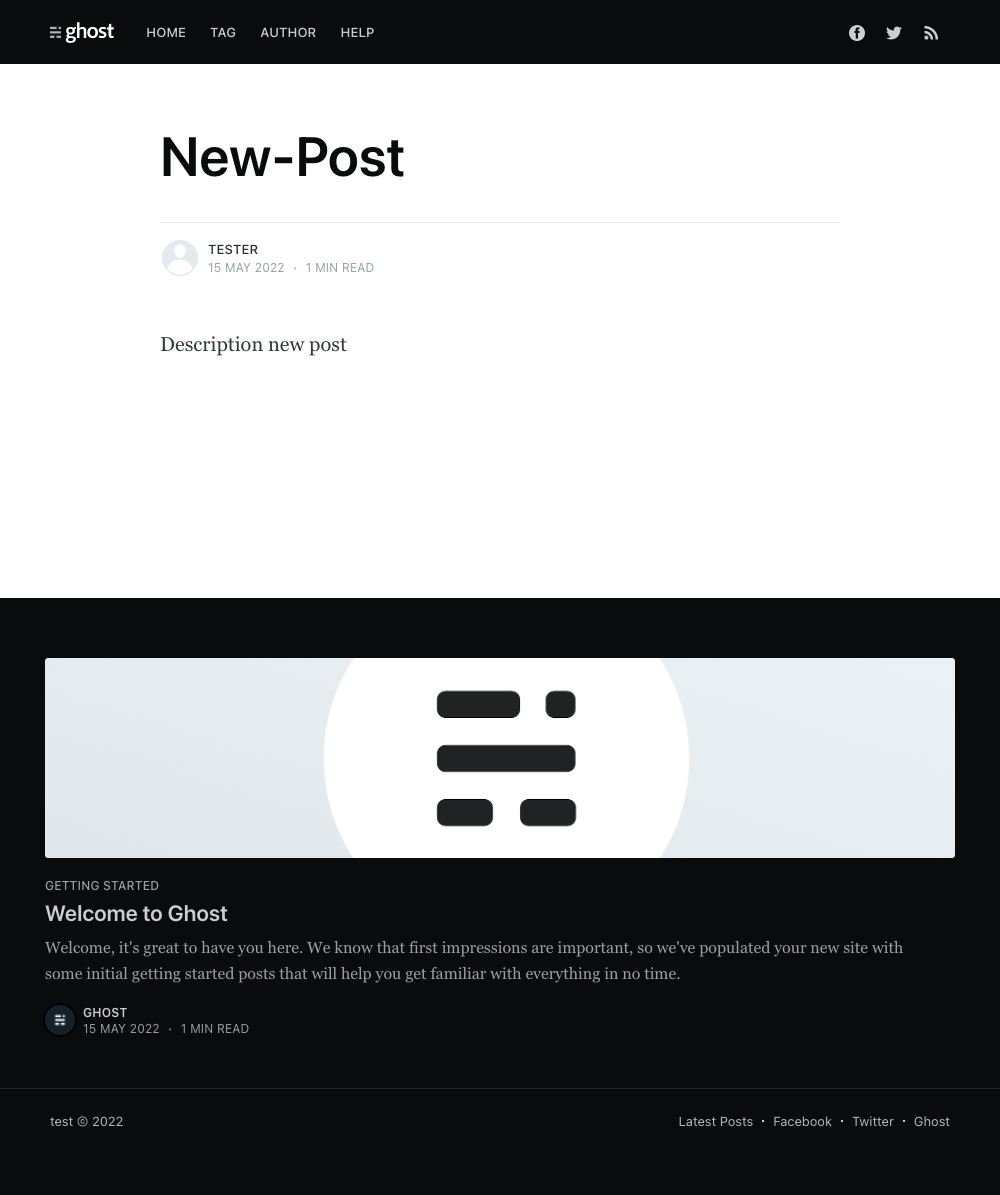 ghost HOME TAG AUTHOR HELP
New-Post
TESTER
15 MAY 2022 • 1 MIN READ
Description new post
GETTING STARTED
Welcome to Ghost
Welcome, it's great to have you here. We know that first impressions are important, so we've populated your new site with
some initial getting started posts that will help you get familiar with everything in no time.
GHOST
15 MAY 2022 • 1 MIN READ
test © 2022
Latest Posts • Facebook • Twitter • Ghost